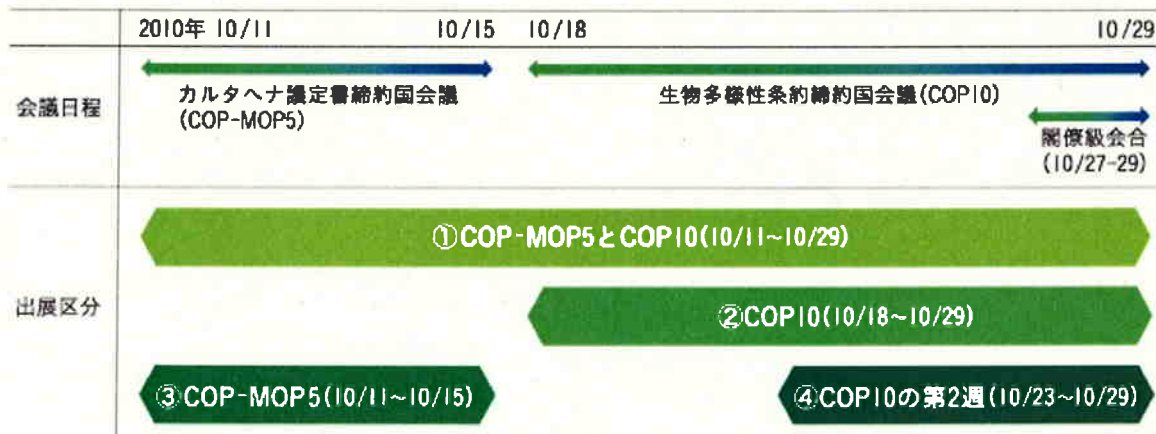 2010年 10/11 10/15 10/18 10/29
会議日程
カルタヘナ議定書締約国会議
(COP-MOP5)
生物多様性条約締約国会議(COP10)
閣僚級会合
(10/27-29)
出展区分
①COP-MOP5とCOP10(10/11~10/29)
②COP10(10/18~10/29)
③COP-MOP5(10/11~10/15)
④COP10の第2週(10/23~10/29)